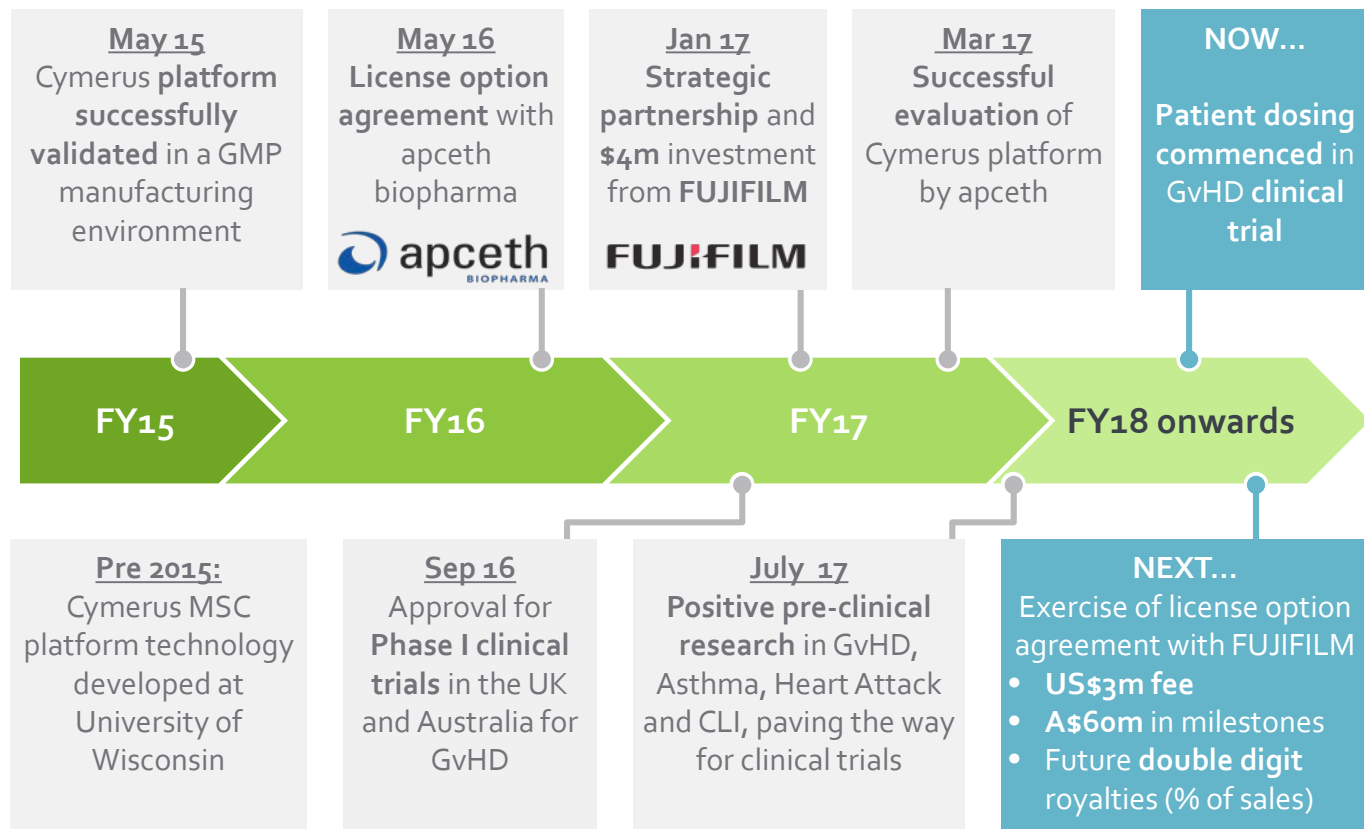 May 15
Cymerus platform
successfully
validated in a GMP
manufacturing
environment
May 16
License option
agreement with
apceth
biopharma
apceth
BIOPHARMA
Jan 17
Strategic
partnership and
$4m investment
from FUJIFILM
FUJIFILM
Mar 17
Successful
evaluation of
Cymerus platform
by apceth
NOW...
Patient dosing
commenced in
GvHD clinical
trial
FY15
FY16
FY17
FY18 onwards
Pre 2015:
Cymerus MSC
platform technology
developed at
University of
Wisconsin
Sep 16
Approval for
Phase I clinical
trials in the UK
and Australia for
GvHD
July 17
Positive pre-clinical
research in GvHD,
Asthma, Heart Attack
and CLI, paving the way
for clinical trials
NEXT...
Exercise of license option
agreement with FUJIFILM
• US$3m fee
• A$60m in milestones
• Future double digit
royalties (% of sales)